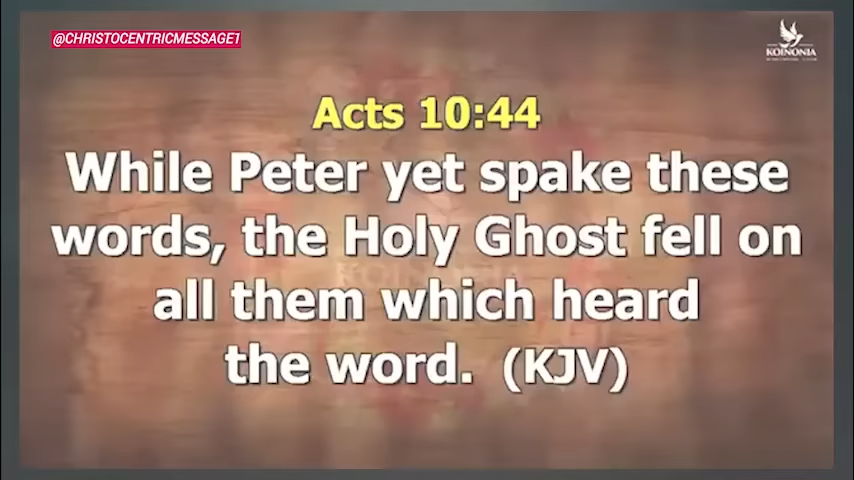 @CHRISTOCENTRICMESSAGE1
KOINONIA
Acts 10:44
While Peter yet spake these
words, the Holy Ghost fell on
all them which heard
the word. (KJV)